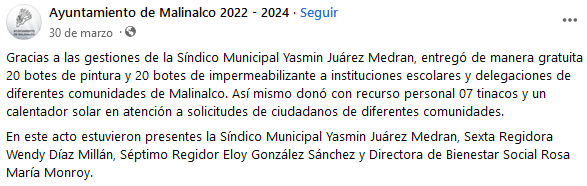 Ayuntamiento de Malinalco 2022 - 2024 · Seguir
30 de marzo ·
Gracias a las gestiones de la Síndico Municipal Yasmin Juárez Medran, entregó de manera gratuita
20 botes de pintura y 20 botes de impermeabilizante a instituciones escolares y delegaciones de
diferentes comunidades de Malinalco. Así mismo donó con recurso personal 07 tinacos y un
calentador solar en atención a solicitudes de ciudadanos de diferentes comunidades.
En este acto estuvieron presentes la Síndico Municipal Yasmin Juárez Medran, Sexta Regidora
Wendy Díaz Millán, Séptimo Regidor Eloy González Sánchez y Directora de Bienestar Social Rosa
María Monroy.